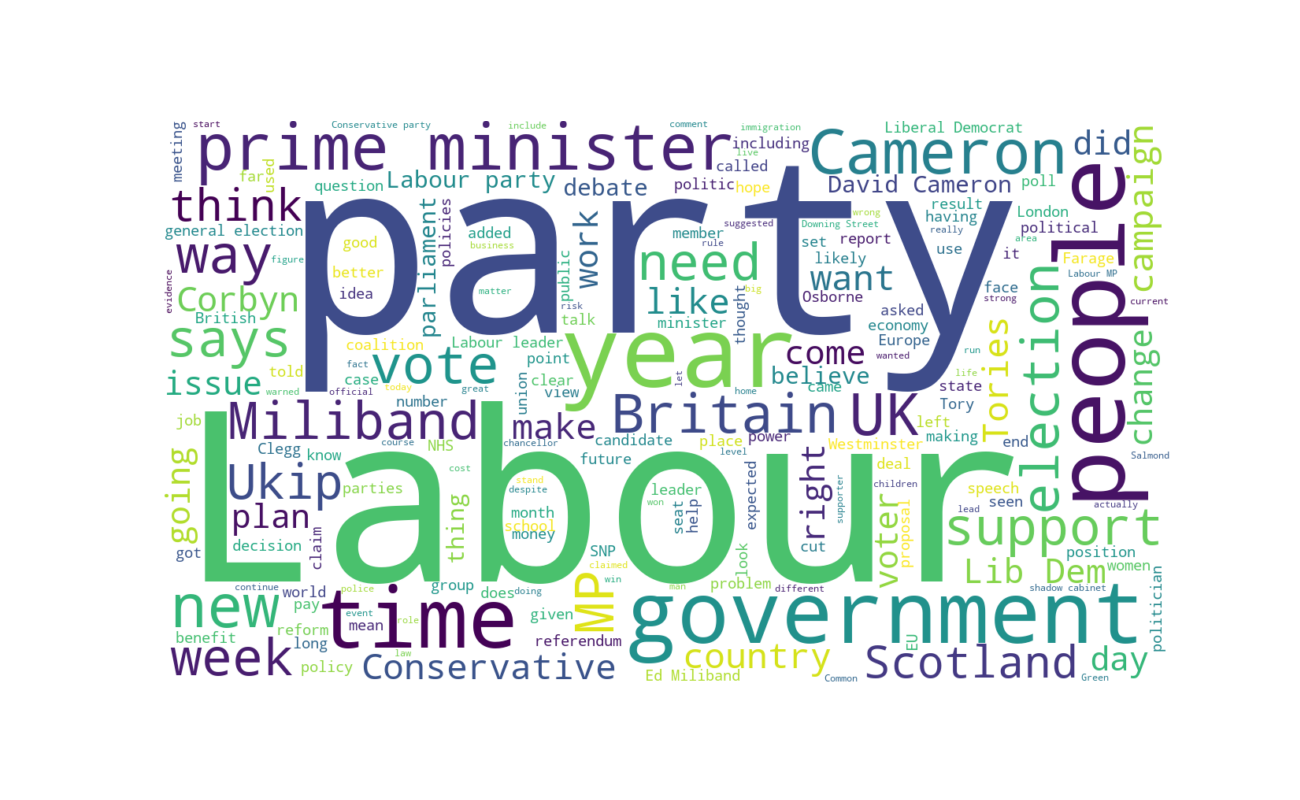 start
Conservative party
include
comment
immigration
Liberal Democrat
meeting
prime minister
including
Cameron
did
campaign
live
called
far
used
question
Labour party
debate
politic
hope
David Cameron
poll
people
think
party
policies
parliament
result
having
London
general election
good
added
work
member
suggested
wrong
Downing Street
set
report
use
really
political
way
figure
better
business
public
need
rule
likely
want
it
area
Farage
Labour MP
evidence
idea
matter
like
big
Osborne
face
strong
current
Corbyn
British
risk
talk
minister
thought
asked
economy
Europe
election
Tories
change
says
coalition
Labour leader
year
come
wanted
run
told
fact
vote
point
believe
life
issue
warned
case
official
today
great
clear
view
union
let
home
came
state
Tory
job
Miliband
number
make
Britain
UK
left
making
Clegg
know
course
NHS
chancellor
candidate
place
power
level
Westminster
end
Salmond
going
Ukip
Labour
cost
future
right
deal
speech
seen
actually
parties
stand
despite
leader
expected
children
plan
claim
month
school
won
seat
help
supporter
lead
support
got
decision
thing
money
SNP
look
cut
proposal
voter
position
continue
world
police
group
does
doing
claimed
win
man
problem
different
Lib Dem
women
shadow cabinet
politician
new
pay
event
time
role
given
MP
government
benefit
reform
mean
long
law
referendum
EU
week
policy
Conservative
country
Scotland
day
Ed Miliband
Common
Green